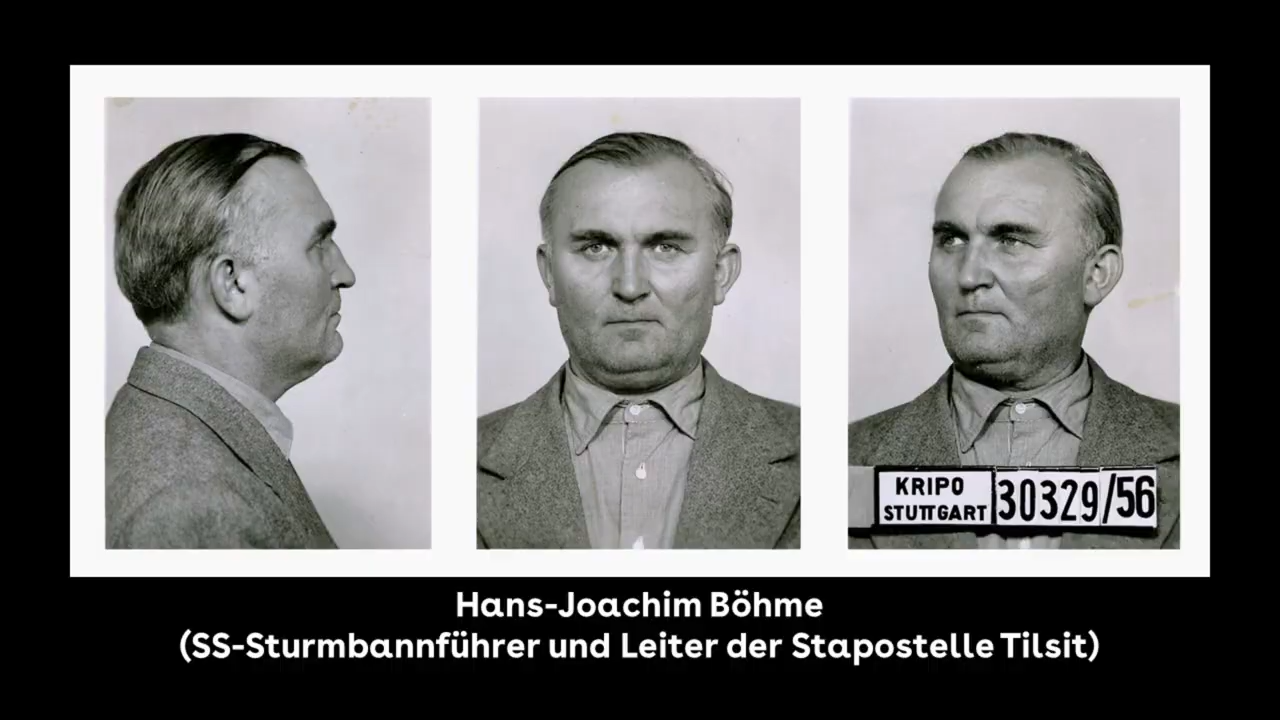 KRIPO
STUTTGART 30329/56
Hans-Joachim Böhme
(SS-Sturmbannführer und Leiter der Stapostelle Tilsit)